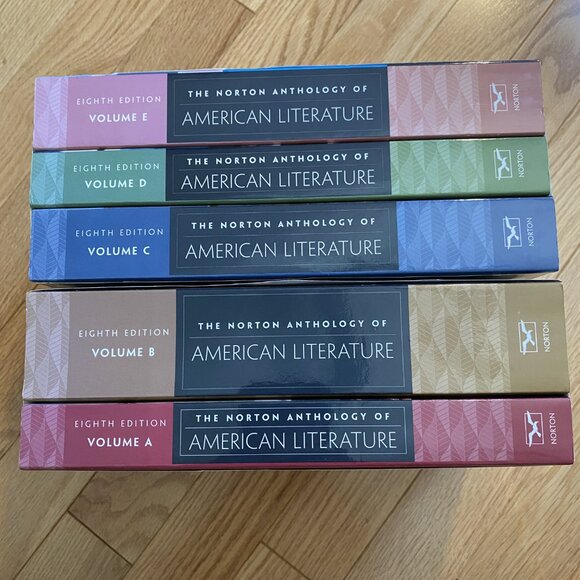 EIGHTH EDITION
VOLUME E
THE NORTON ANTHOLOGY OF
AMERICAN LITERATURE
NORTON
EIGHTH EDITION
VOLUME D
THE NORTON ANTHOLOGY OF
AMERICAN LITERATURE
NORTON
EIGHTH EDITION
VOLUME C
THE NORTON ANTHOLOGY OF
AMERICAN LITERATURE
NORTON
EIGHTH EDITION
VOLUME B
THE NORTON ANTHOLOGY OF
AMERICAN LITERATURE
NORTON
EIGHTH EDITION
VOLUME A
THE NORTON ANTHOLOGY OF
AMERICAN LITERATURE
NORTON